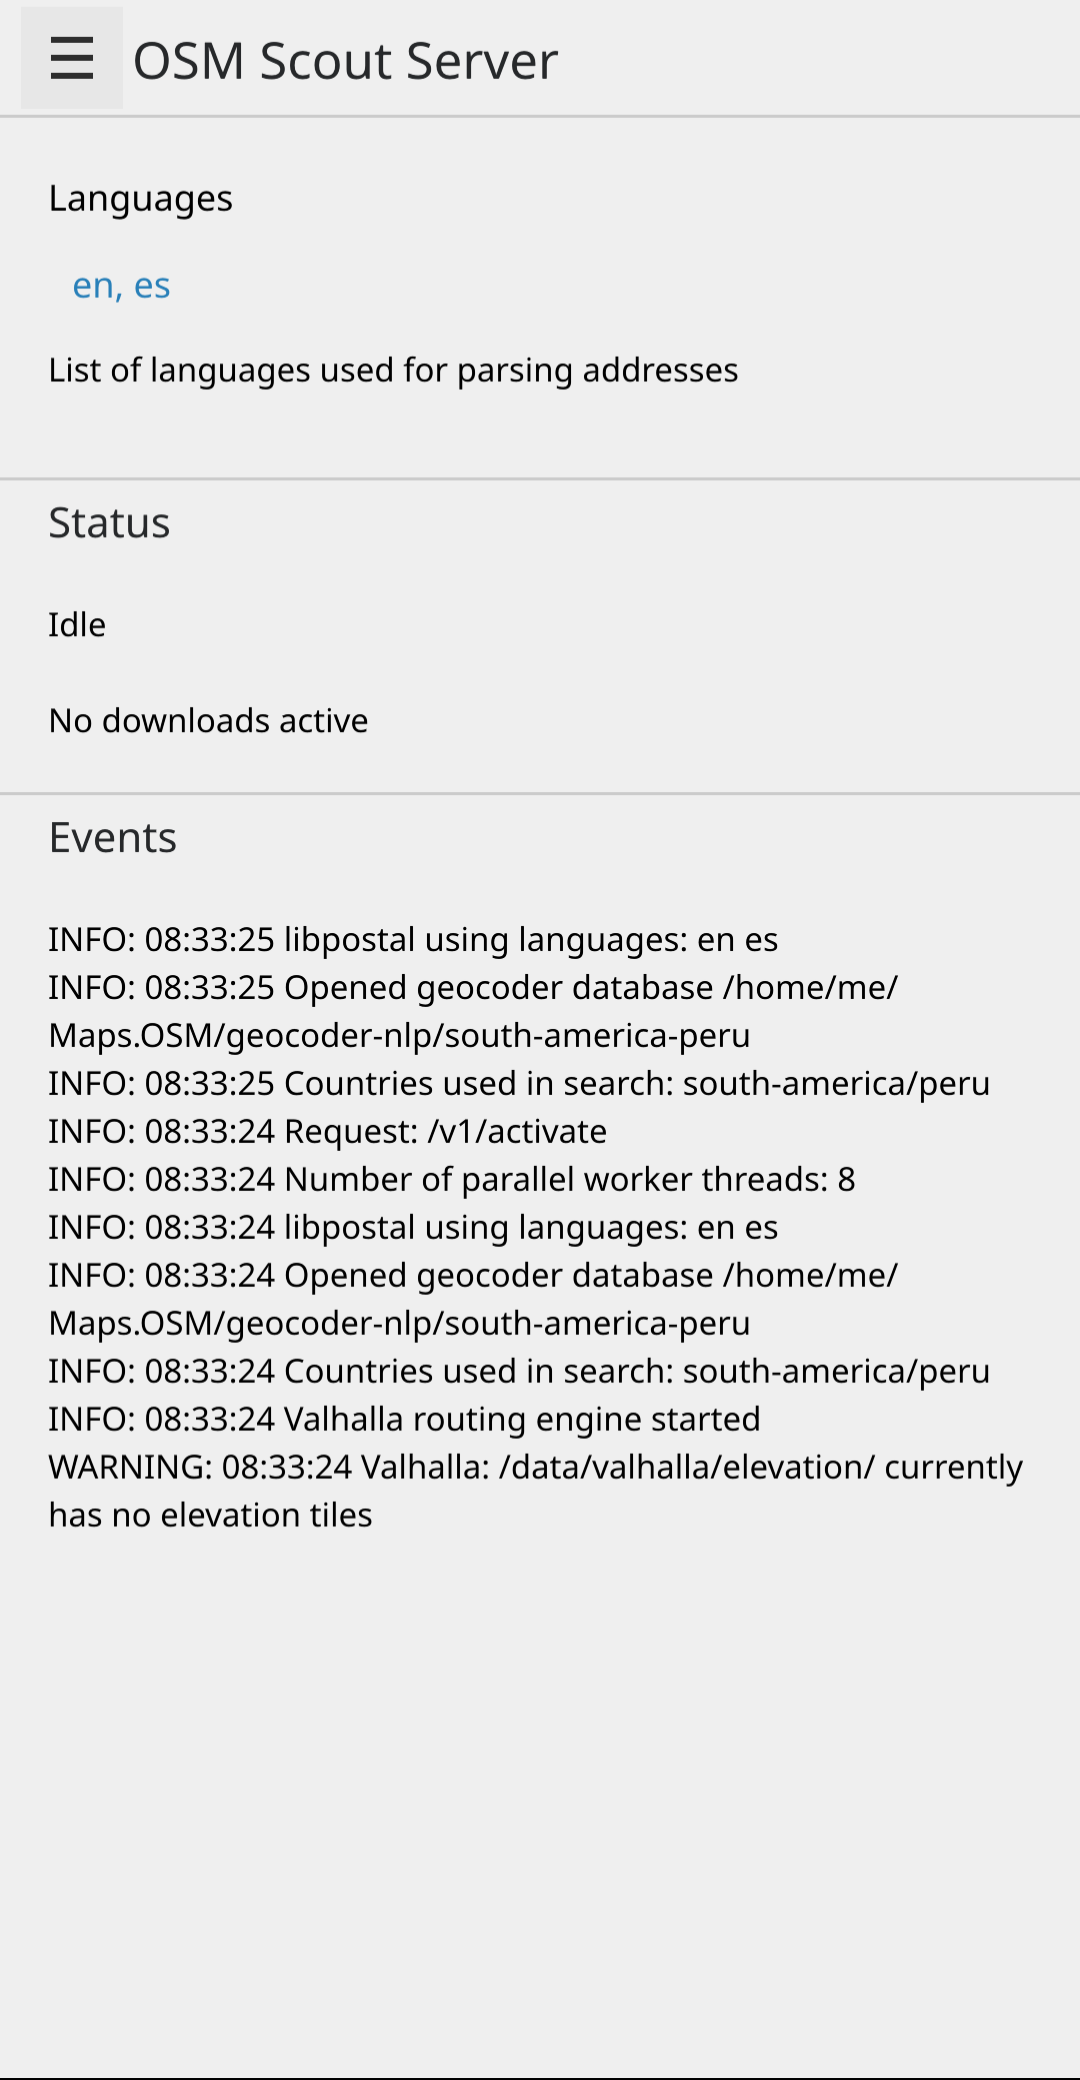 OSM Scout Server
Languages
en, es
List of languages used for parsing addresses
Status
Idle
No downloads active
Events
INFO: 08:33:25 libpostal using languages: en es
INFO: 08:33:25 Opened geocoder database /home/me/
Maps.OSM/geocoder-nlp/south-america-peru
INFO: 08:33:25 Countries used in search: south-america/peru
INFO: 08:33:24 Request: /v1/activate
INFO: 08:33:24 Number of parallel worker threads: 8
INFO: 08:33:24 libpostal using languages: en es
INFO: 08:33:24 Opened geocoder database /home/me/
Maps.OSM/geocoder-nlp/south-america-peru
INFO: 08:33:24 Countries used in search: south-america/peru
INFO: 08:33:24 Valhalla routing engine started
WARNING: 08:33:24 Valhalla: /data/valhalla/elevation/ currently
has no elevation tiles